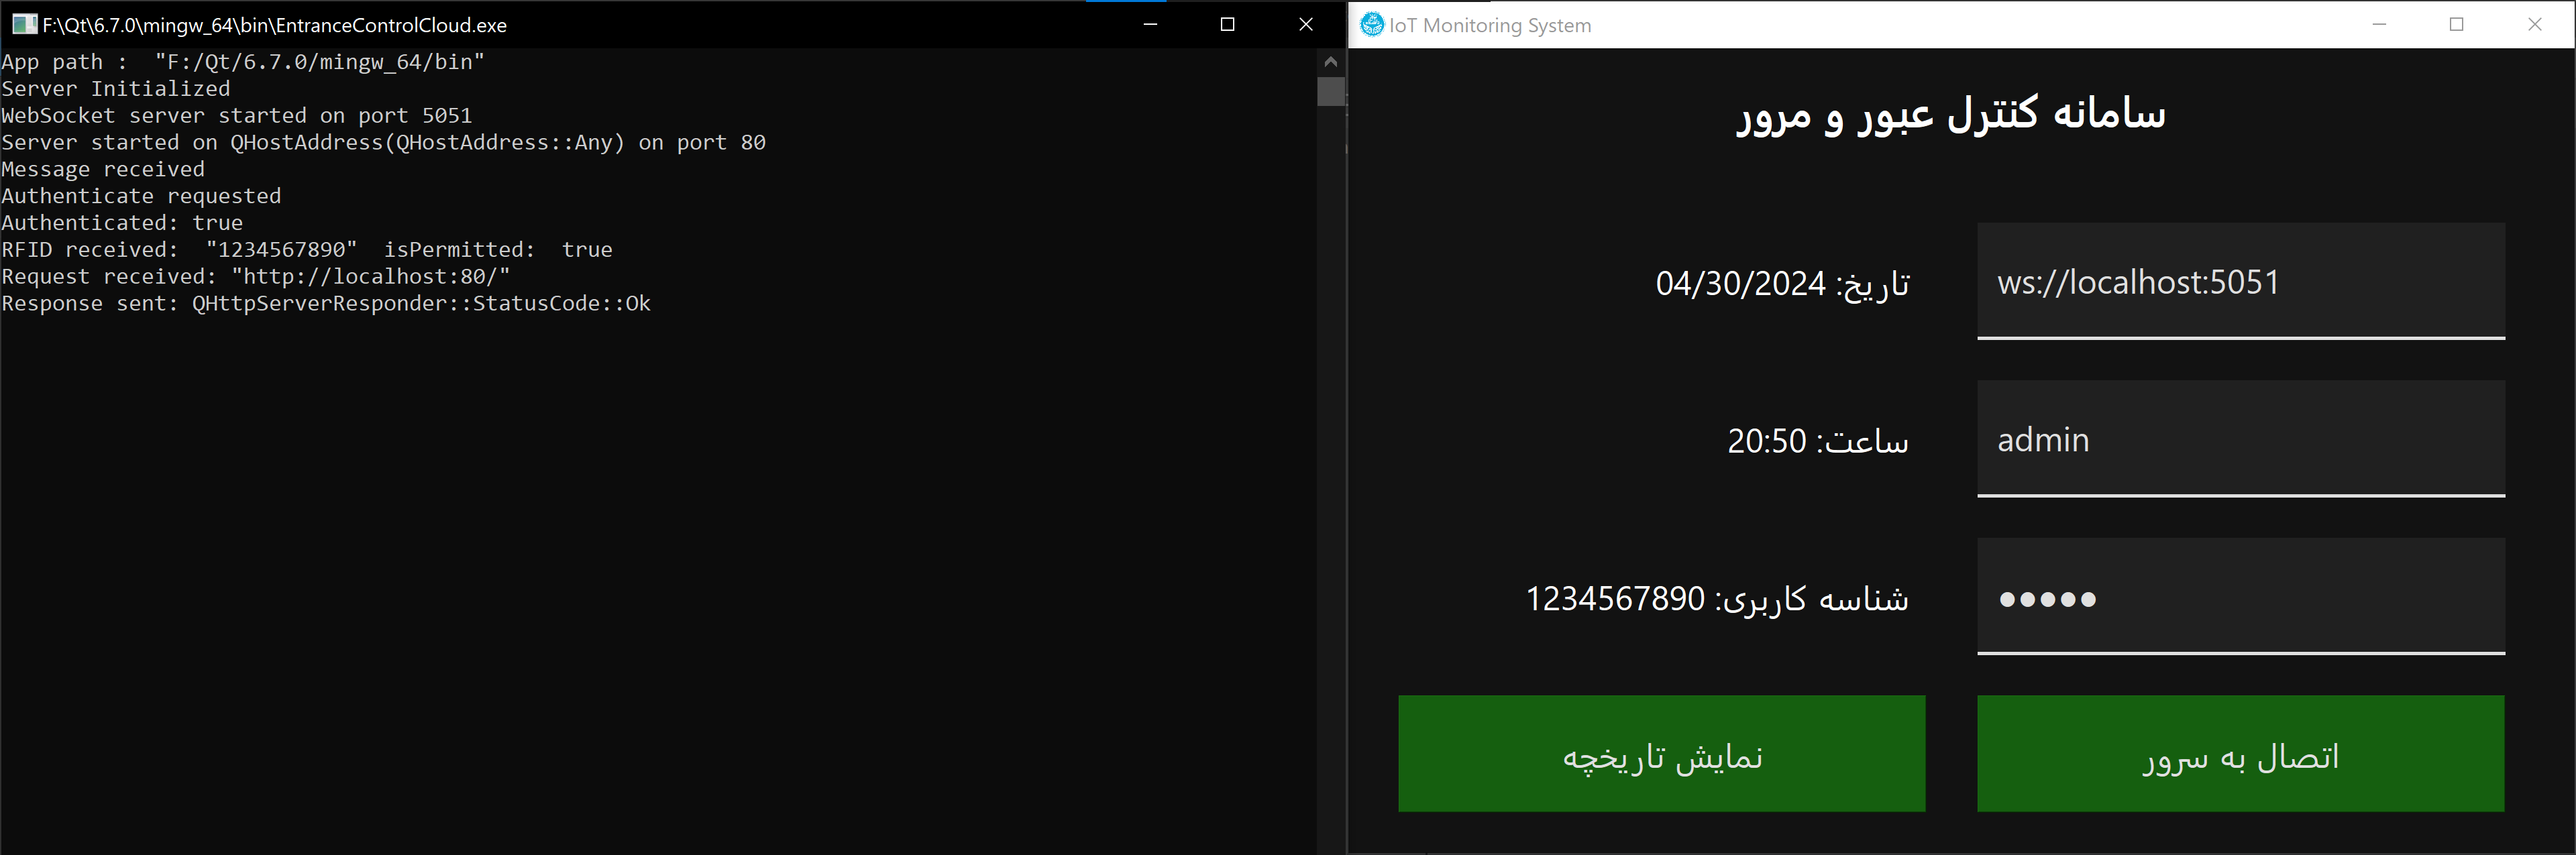 F:\Qt\6.7.0\mingw_64\bin\EntranceControlCloud.exe
App path :  "F:/Qt/6.7.0/mingw_64/bin"
Server Initialized
WebSocket server started on port 5051
Server started on QHostAddress(QHostAddress::Any) on port 80
Message received
Authenticate requested
Authenticated: true
RFID received:  "1234567890"  isPermitted:  true
Request received: "http://localhost:80/"
Response sent: QHttpServerResponder::StatusCode::Ok
IoT Monitoring System
سامانه کنترل عبور و مرور
ws://localhost:5051
تاریخ: 04/30/2024
admin
ساعت: 20:50
●●●●●
شناسه کاربری: 1234567890
اتصال به سرور
نمایش تاریخچه